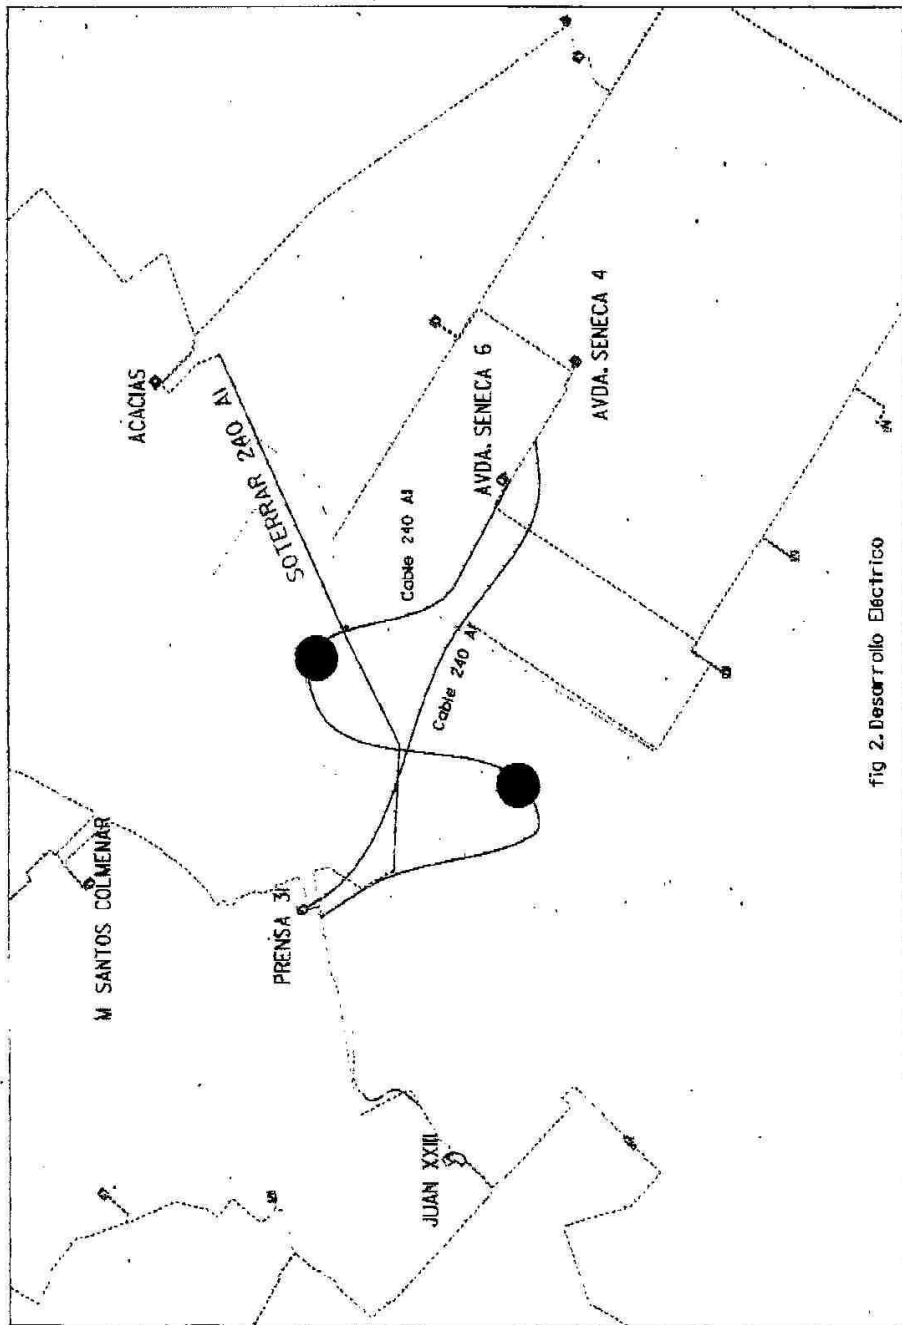 M SANTOS COLMENAR
ACACIAS
SOTERRAR 240 Al
PRENSA 31
Cable 240 Al
Cable 240 Al
AVDA. SENECA 6
AVDA. SENECA 4
JUAN XXIII
fig 2. Desarrollo Eléctrico